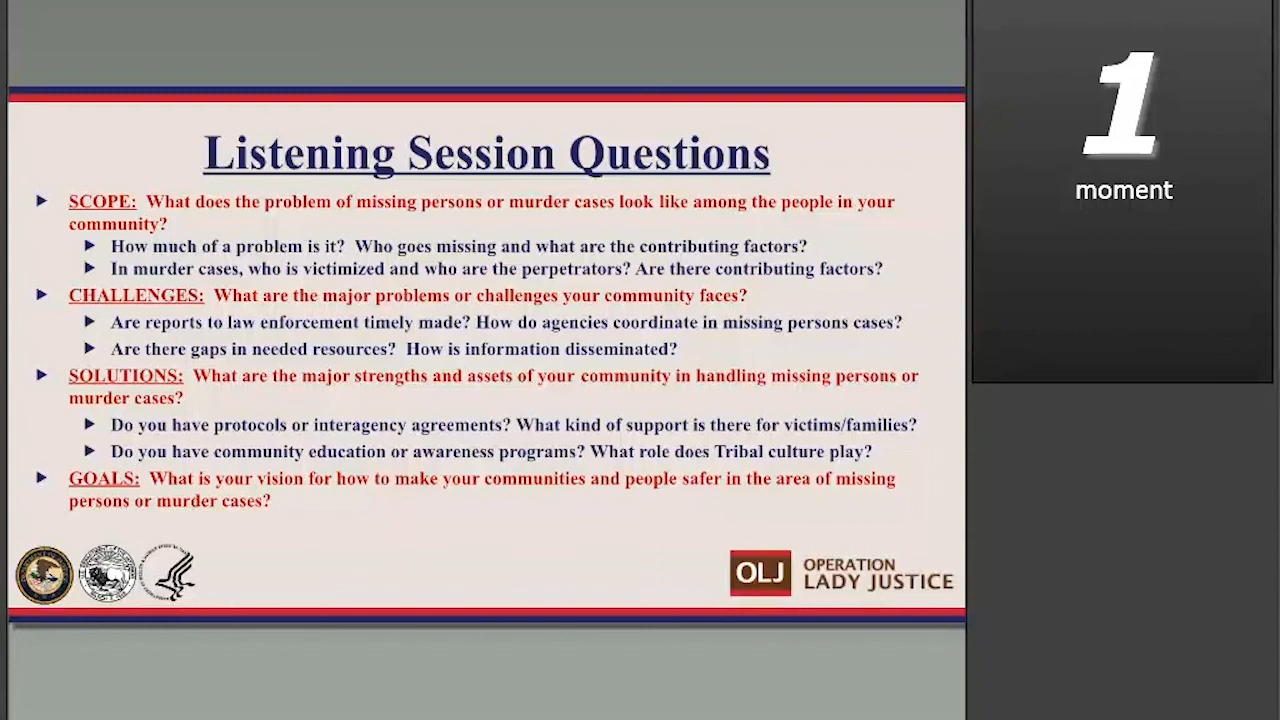 Listening Session Questions
SCOPE: What does the problem of missing persons or murder cases look like among the people in your
community?
How much of a problem is it? Who goes missing and what are the contributing factors?
In murder cases, who is victimized and who are the perpetrators? Are there contributing factors?
CHALLENGES: What are the major problems or challenges your community faces?
Are reports to law enforcement timely made? How do agencies coordinate in missing persons cases?
Are there gaps in needed resources? How is information disseminated?
SOLUTIONS: What are the major strengths and assets of your community in handling missing persons or
murder cases?
Do you have protocols or interagency agreements? What kind of support is there for victims/families?
Do you have community education or awareness programs? What role does Tribal culture play?
GOALS: What is your vision for how to make your communities and people safer in the area of missing
persons or murder cases?
OLJ OPERATION
LADY JUSTICE
1
moment